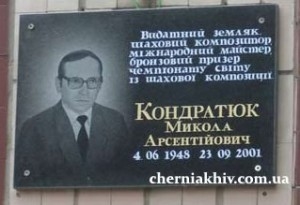 Видатний земляк
шаховий композитор
міжнародний майстер
бронзовий призер
чемпіонату світу
із шахової композиції
Кондратюк
Микола
Арсентійович
4 06 1948 23 09 2001
cherniakhiv.com.ua